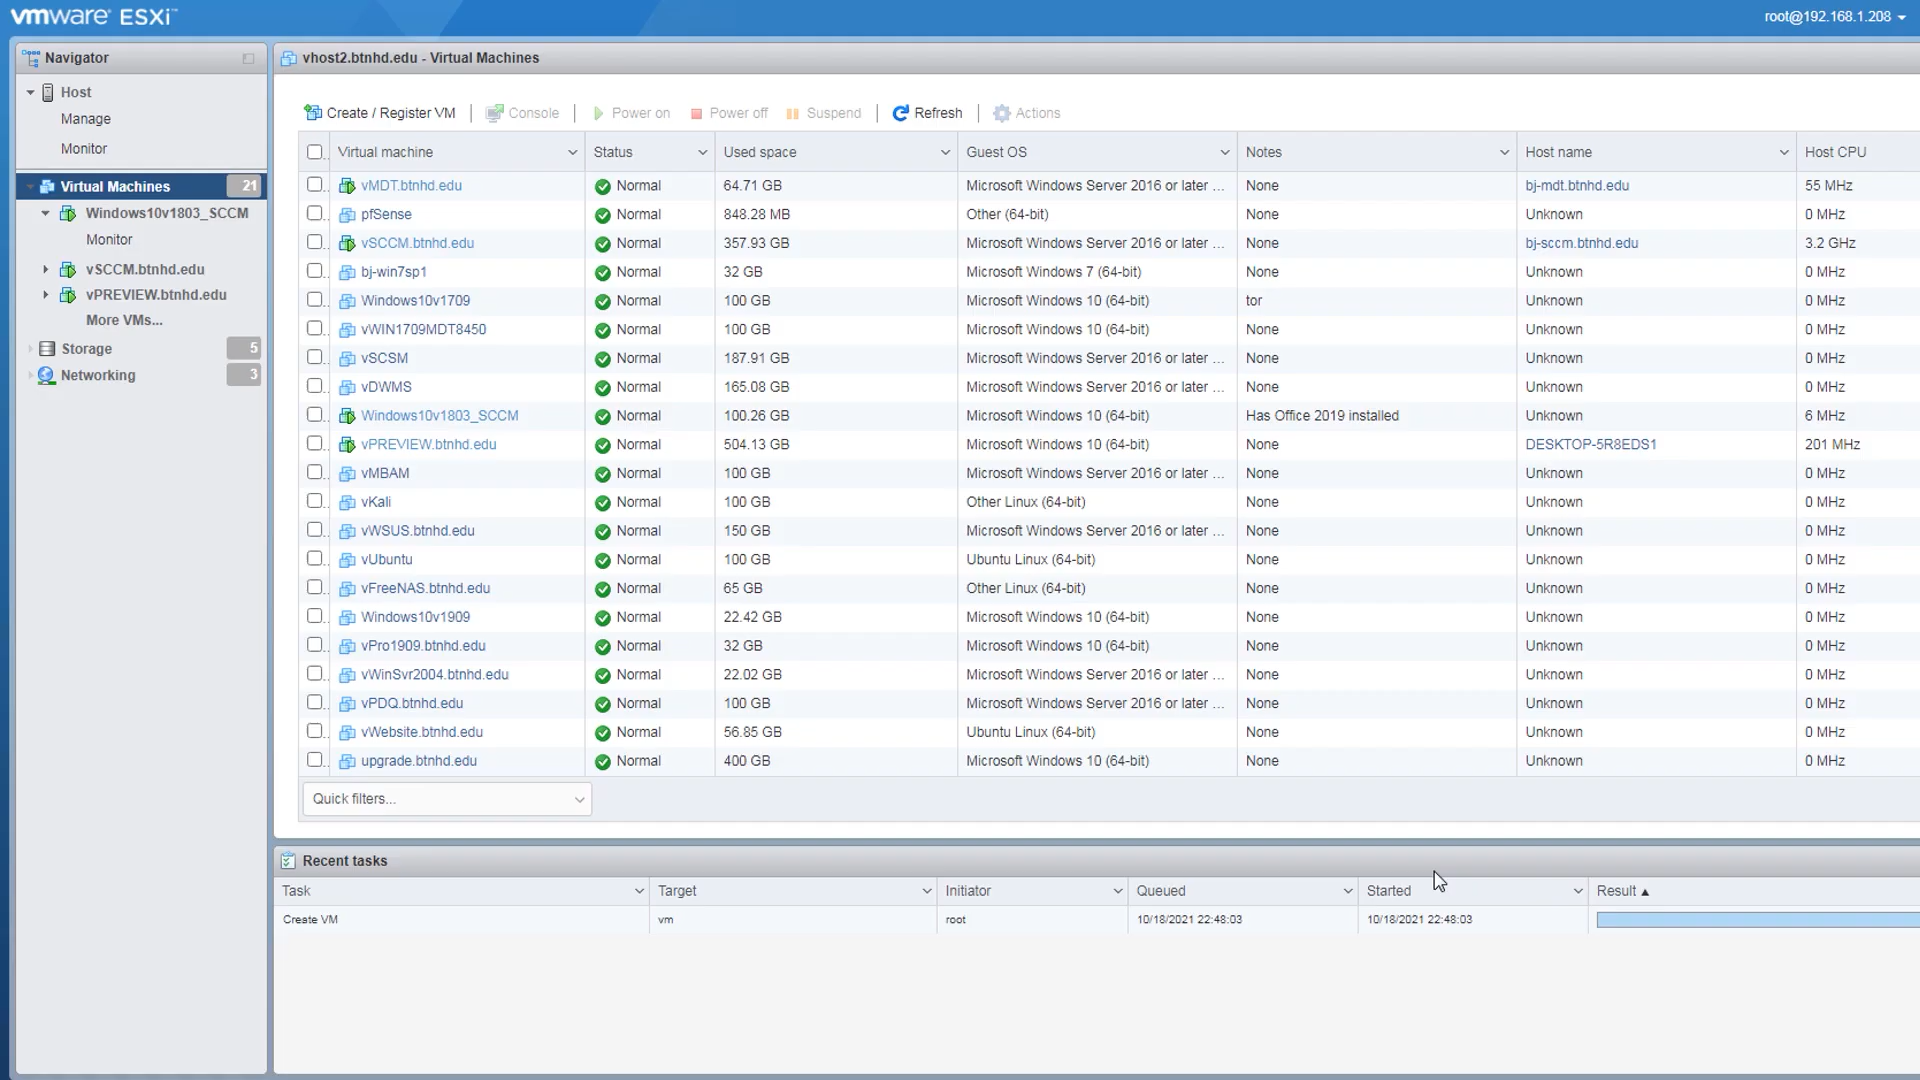 vmware ESXi™
root@192.168.1.208
Navigator
Host
Manage
Monitor
Virtual Machines 21
Windows10v1803_SCCM
Monitor
vSCCM.btnhd.edu
vPREVIEW.btnhd.edu
More VMs...
Storage 5
Networking 3
vhost2.btnhd.edu - Virtual Machines
Create / Register VM Console Power on Power off Suspend Refresh Actions
Virtual machine Status Used space Guest OS Notes Host name Host CPU
vMDT.btnhd.edu Normal 64.71 GB Microsoft Windows Server 2016 or later ... None bj-mdt.btnhd.edu 55 MHz
pfSense Normal 848.28 MB Other (64-bit) None Unknown 0 MHz
vSCCM.btnhd.edu Normal 357.93 GB Microsoft Windows Server 2016 or later ... None bj-sccm.btnhd.edu 3.2 GHz
bj-win7sp1 Normal 32 GB Microsoft Windows 7 (64-bit) None Unknown 0 MHz
Windows10v1709 Normal 100 GB Microsoft Windows 10 (64-bit) tor Unknown 0 MHz
vWIN1709MDT8450 Normal 100 GB Microsoft Windows 10 (64-bit) None Unknown 0 MHz
vSCSM Normal 187.91 GB Microsoft Windows Server 2016 or later ... None Unknown 0 MHz
vDWMS Normal 165.08 GB Microsoft Windows Server 2016 or later ... None Unknown 0 MHz
Windows10v1803_SCCM Normal 100.26 GB Microsoft Windows 10 (64-bit) Has Office 2019 installed Unknown 6 MHz
vPREVIEW.btnhd.edu Normal 504.13 GB Microsoft Windows 10 (64-bit) None DESKTOP-5R8EDS1 201 MHz
vMBAM Normal 100 GB Microsoft Windows Server 2016 or later ... None Unknown 0 MHz
vKali Normal 100 GB Other Linux (64-bit) None Unknown 0 MHz
vWSUS.btnhd.edu Normal 150 GB Microsoft Windows Server 2016 or later ... None Unknown 0 MHz
vUbuntu Normal 100 GB Ubuntu Linux (64-bit) None Unknown 0 MHz
vFreeNAS.btnhd.edu Normal 65 GB Other Linux (64-bit) None Unknown 0 MHz
Windows10v1909 Normal 22.42 GB Microsoft Windows 10 (64-bit) None Unknown 0 MHz
vPro1909.btnhd.edu Normal 32 GB Microsoft Windows 10 (64-bit) None Unknown 0 MHz
vWinSvr2004.btnhd.edu Normal 22.02 GB Microsoft Windows Server 2016 or later ... None Unknown 0 MHz
vPDQ.btnhd.edu Normal 100 GB Microsoft Windows Server 2016 or later ... None Unknown 0 MHz
vWebsite.btnhd.edu Normal 56.85 GB Ubuntu Linux (64-bit) None Unknown 0 MHz
upgrade.btnhd.edu Normal 400 GB Microsoft Windows 10 (64-bit) None Unknown 0 MHz
Quick filters...
Recent tasks
Task Target Initiator Queued Started Result
Create VM vm root 10/18/2021 22:48:03 10/18/2021 22:48:03